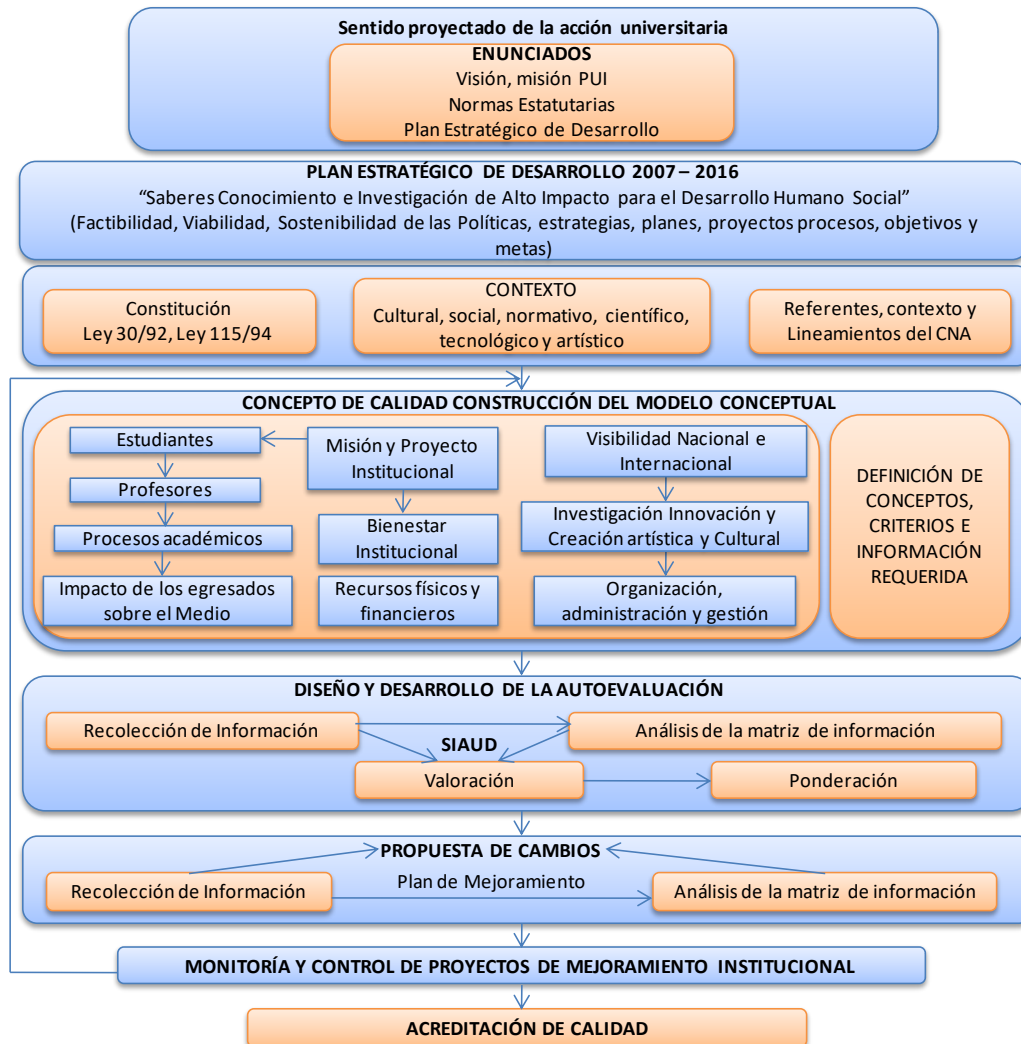 Sentido proyectado de la acción universitaria
ENUNCIADOS
Visión, misión PUI
Normas Estatutarias
Plan Estratégico de Desarrollo
PLAN ESTRATÉGICO DE DESARROLLO 2007 – 2016
“Saberes Conocimiento e Investigación de Alto Impacto para el Desarrollo Humano Social”
(Factibilidad, Viabilidad, Sostenibilidad de las Políticas, estrategias, planes, proyectos procesos, objetivos y
metas)
Constitución
Ley 30/92, Ley 115/94
CONTEXTO
Cultural, social, normativo, científico,
tecnológico y artístico
Referentes, contexto y
Lineamientos del CNA
CONCEPTO DE CALIDAD CONSTRUCCIÓN DEL MODELO CONCEPTUAL
Estudiantes
Profesores
Procesos académicos
Impacto de los egresados
sobre el Medio
Misión y Proyecto
Institucional
Bienestar
Institucional
Recursos físicos y
financieros
Visibilidad Nacional e
Internacional
Investigación Innovación y
Creación artística y Cultural
Organización,
administración y gestión
DEFINICIÓN DE
CONCEPTOS,
CRITERIOS E
INFORMACIÓN
REQUERIDA
DISEÑO Y DESARROLLO DE LA AUTOEVALUACIÓN
Recolección de Información
SIAUD
Análisis de la matriz de información
Valoración
Ponderación
PROPUESTA DE CAMBIOS
Recolección de Información
Plan de Mejoramiento
Análisis de la matriz de información
MONITORÍA Y CONTROL DE PROYECTOS DE MEJORAMIENTO INSTITUCIONAL
ACREDITACIÓN DE CALIDAD